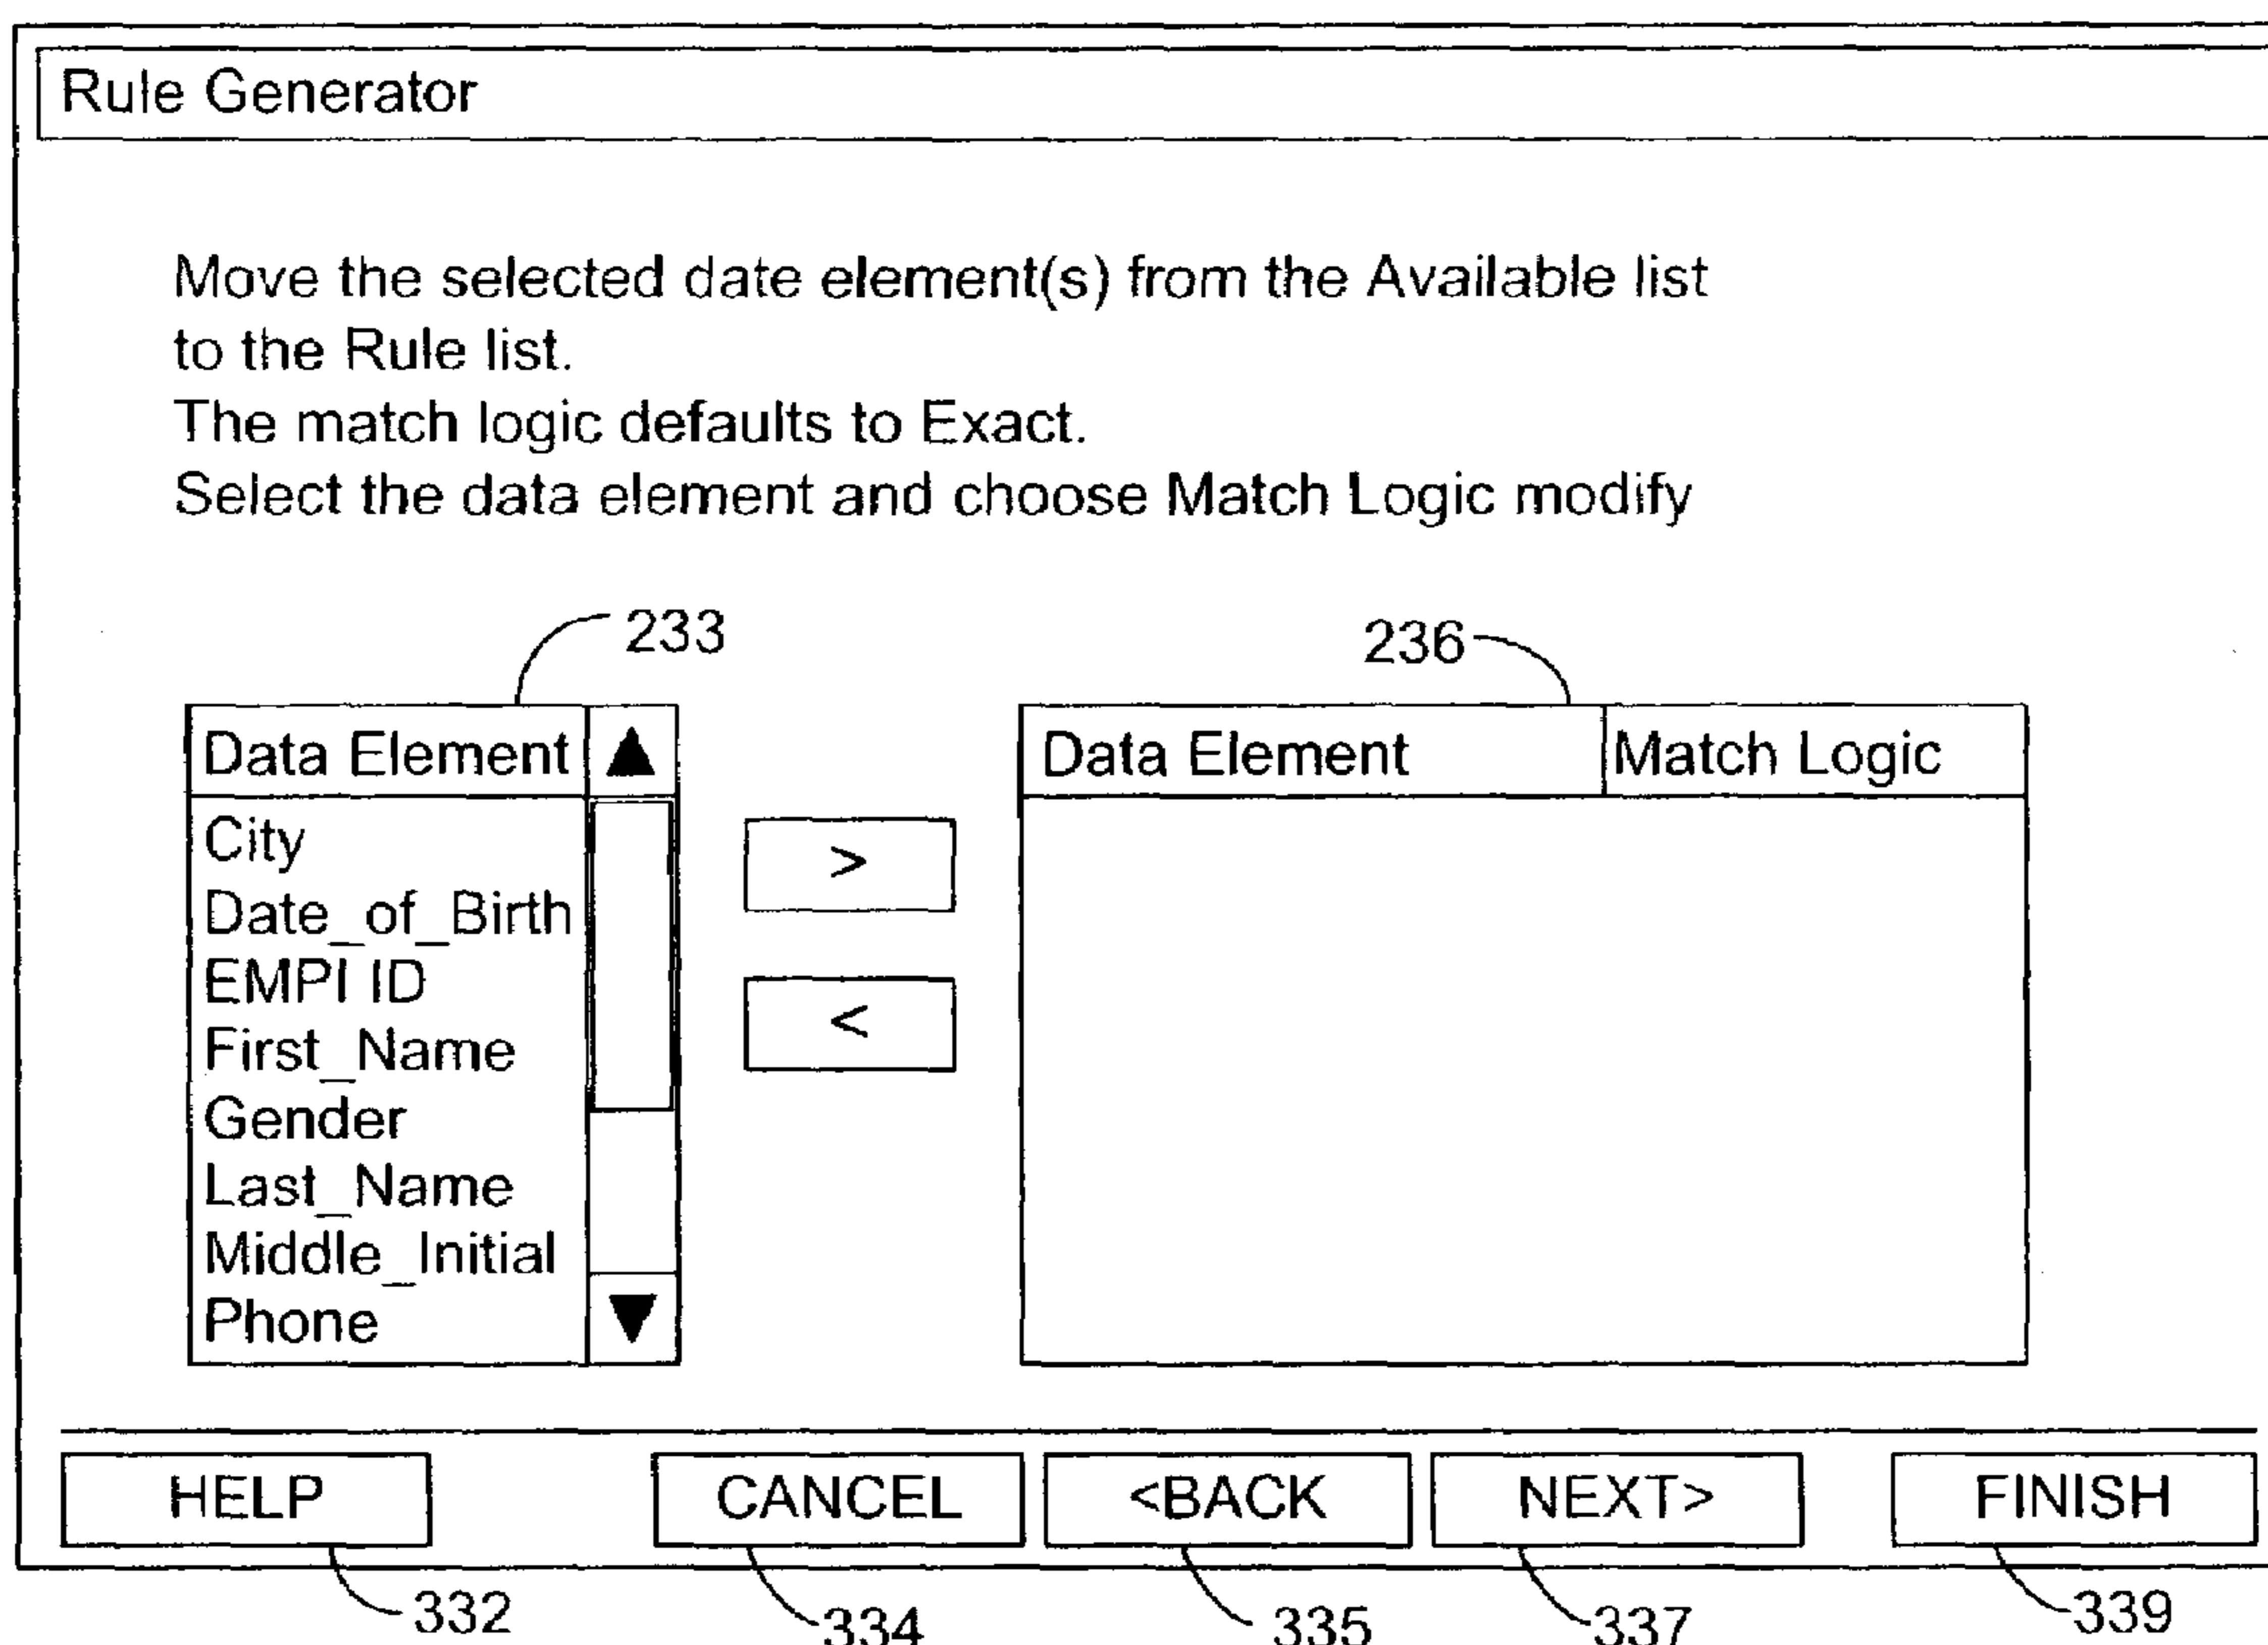 Rule Generator
Move the selected date element(s) from the Available list
to the Rule list.
The match logic defaults to Exact.
Select the data element and choose Match Logic modify
233
236
Data Element
Data Element
Match Logic
City
Date_of_Birth
EMPI ID
First_Name
Gender
Last_Name
Middle_Initial
Phone
>
<
HELP
CANCEL
<BACK
NEXT>
FINISH
332
334
335
337
339